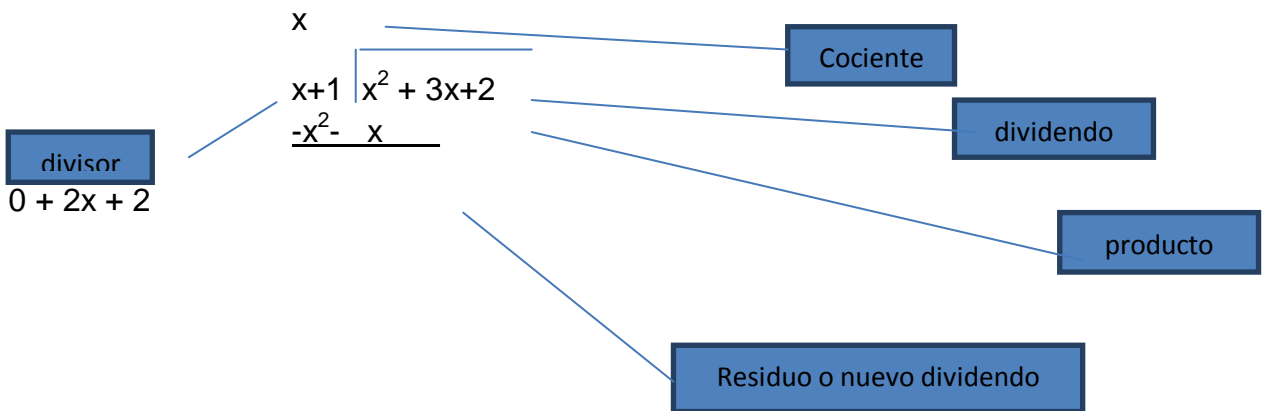 x
Cociente
x+1 x² + 3x+2
dividendo
-x²- x
divisor
0 + 2x + 2
producto
Residuo o nuevo dividendo